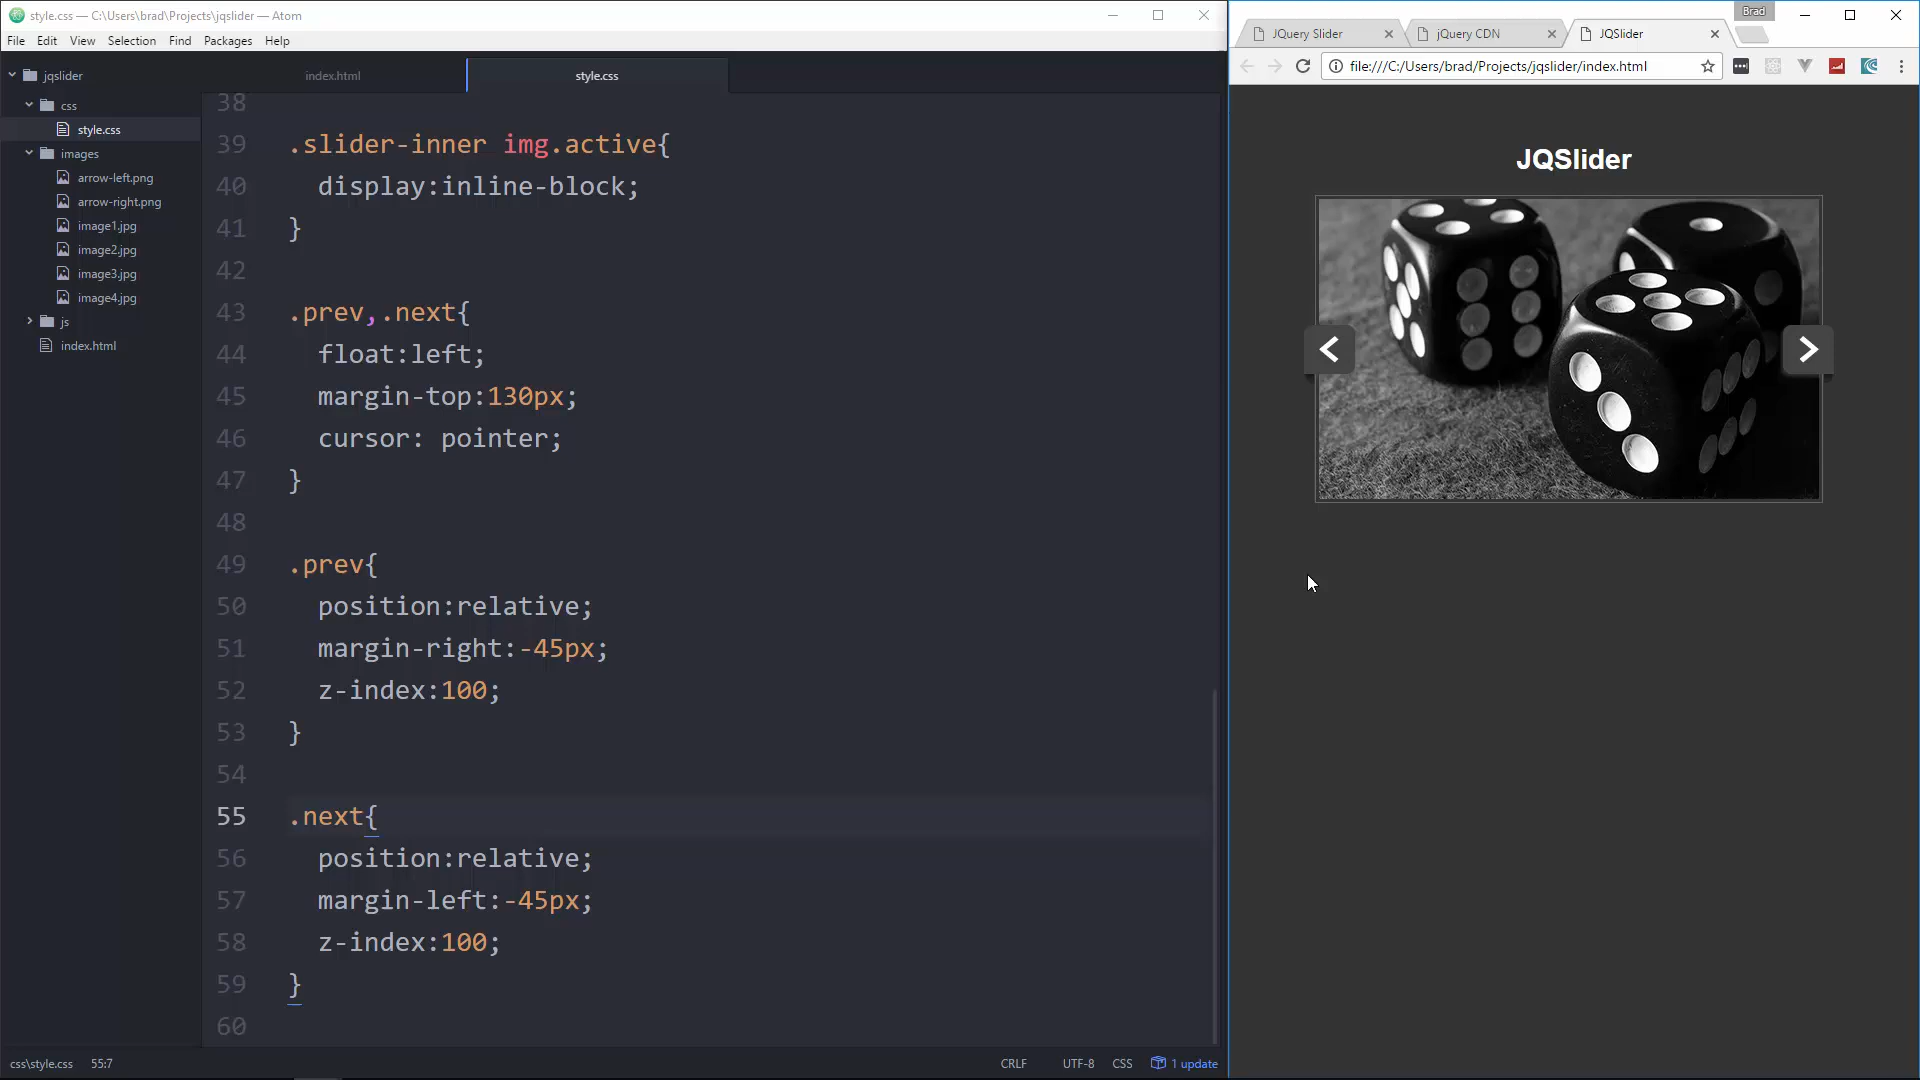 style.css — C:\Users\brad\Projects\jqslider — Atom
File Edit View Selection Find Packages Help
jqslider
css
style.css
images
arrow-left.png
arrow-right.png
image1.jpg
image2.jpg
image3.jpg
image4.jpg
js
index.html
index.html
style.css
38
39 .slider-inner img.active{
40 display:inline-block;
41 }
42
43 .prev,.next{
44 float:left;
45 margin-top:130px;
46 cursor: pointer;
47 }
48
49 .prev{
50 position:relative;
51 margin-right:-45px;
52 z-index:100;
53 }
54
55 .next{
56 position:relative;
57 margin-left:-45px;
58 z-index:100;
59 }
60
css\style.css 55:7
CRLF UTF-8 CSS 1 update
Brad
JQuery Slider
jQuery CDN
JQSlider
file:///C:/Users/brad/Projects/jqslider/index.html
JQSlider